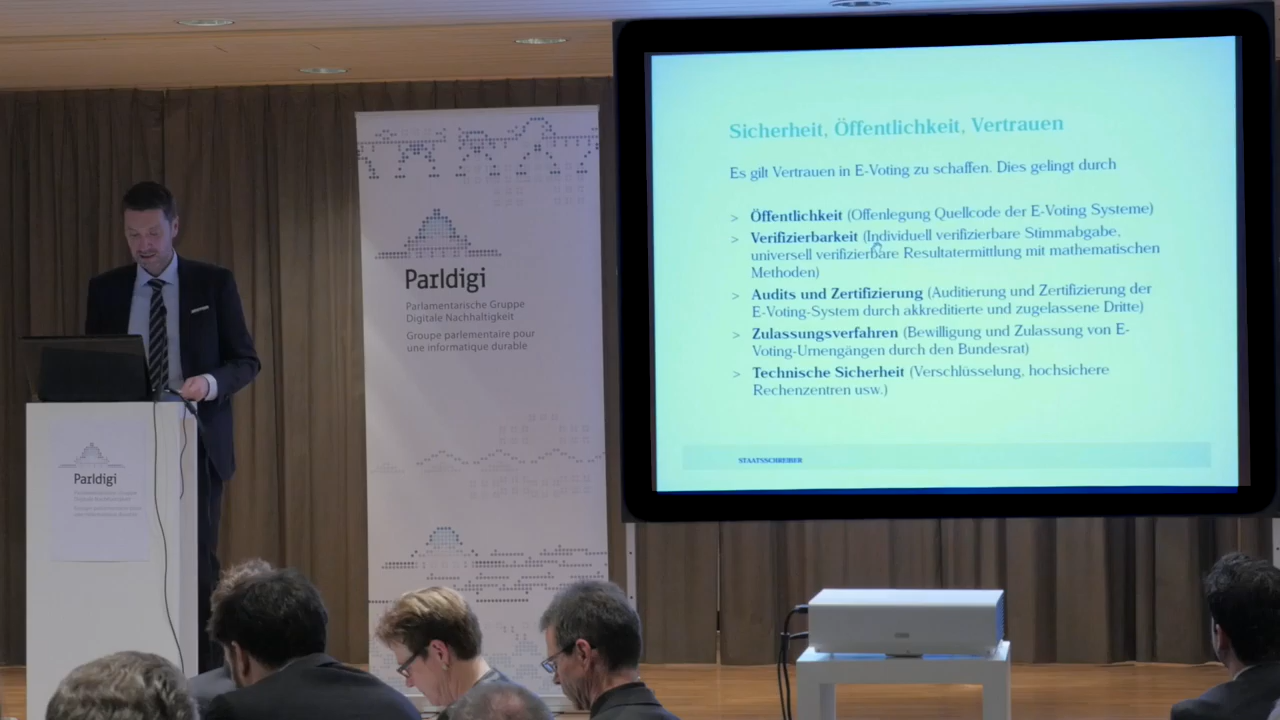 Sicherheit, Öffentlichkeit, Vertrauen
Es gilt Vertrauen in E-Voting zu schaffen. Dies gelingt durch
> Öffentlichkeit (Offenlegung Quellcode der E-Voting Systeme)
> Verifizierbarkeit (Individuell verifizierbare Stimmabgabe,
universell verifizierbare Resultatermittlung mit mathematischen
Methoden)
> Audits und Zertifizierung (Auditierung und Zertifizierung der
E-Voting-System durch akkreditierte und zugelassene Dritte)
> Zulassungsverfahren (Bewilligung und Zulassung von E-
Voting-Urnengängen durch den Bundesrat)
> Technische Sicherheit (Verschlüsselung, hochsichere
Rechenzentren usw.)
STAATSSCHREIBER
Parldigi
Parlamentarische Gruppe
Digitale Nachhaltigkeit
Groupe parlementaire pour
une informatique durable
Parldigi